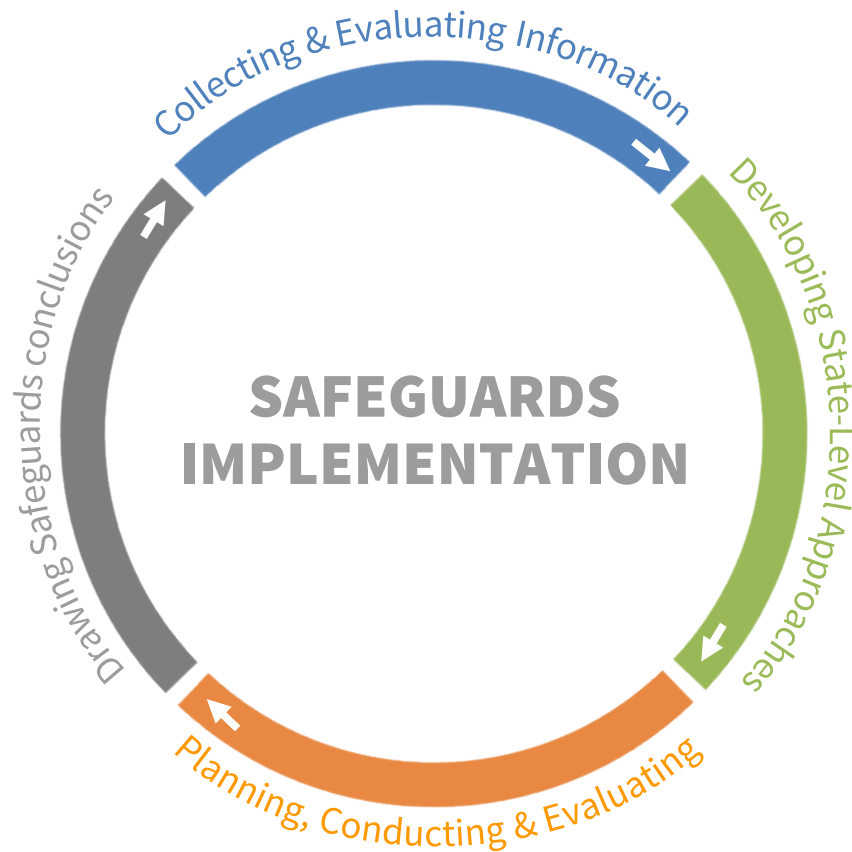 Collecting & Evaluating Information
Developing State-Level Approaches
Planning, Conducting & Evaluating
Drawing Safeguards conclusions
SAFEGUARDS
IMPLEMENTATION